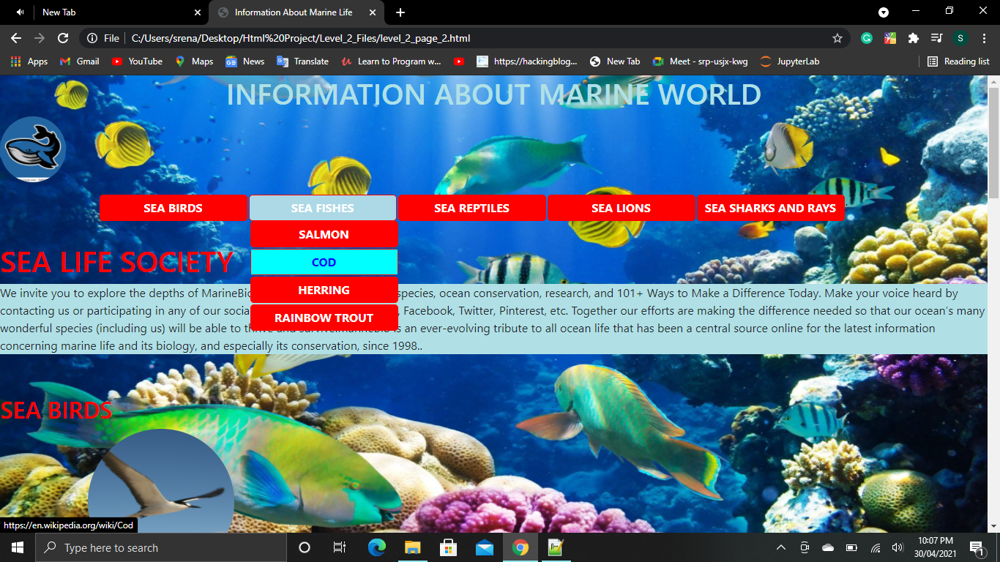 New Tab
Information About Marine Life
File
C:/Users/srena/Desktop/Html%20Project/Level_2_Files/level_2_page_2.html
G
S
Apps
Gmail
YouTube
Maps
News
Translate
Learn to Program w...
https://hackingblog...
New Tab
Meet - srp-usjx-kwg
JupyterLab
Reading list
INFORMATION ABOUT MARINE WORLD
SEA BIRDS
SEA FISHES
SEA REPTILES
SEA LIONS
SEA SHARKS AND RAYS
SALMON
COD
HERRING
RAINBOW TROUT
SEA LIFE SOCIETY
We invite you to explore the depths of species, ocean conservation, research, and 101+ Ways to Make a Difference Today. Make your voice heard by
contacting us or participating in any of our Facebook, Twitter, Pinterest, etc. Together our efforts are making the difference needed so that our ocean's many
wonderful species (including us) will be able to is an ever-evolving tribute to all ocean life that has been a central source online for the latest information
concerning marine life and its biology, and especially its conservation, since 1998..
SEA BIRDS
https://en.wikipedia.org/wiki/Cod
Type here to search
10:07 PM
30/04/2021
1